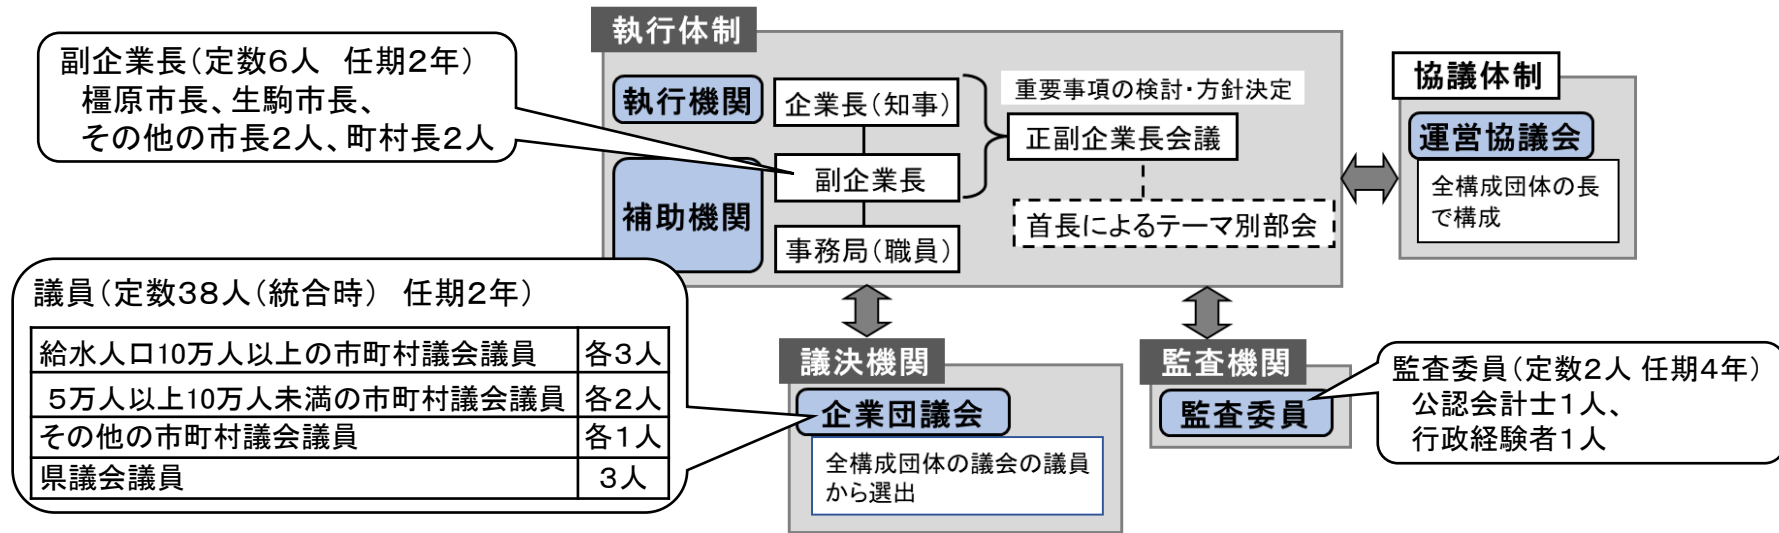 執行体制
副企業長（定数６人　任期２年）
橿原市長、生駒市長、
その他の市長２人、町村長２人
執行機関
企業長（知事）
重要事項の検討・方針決定
正副企業長会議
副企業長
補助機関
首長によるテーマ別部会
事務局（職員）
協議体制
運営協議会
全構成団体の長
で構成
議員（定数３８人（統合時）　任期２年）
給水人口10万人以上の市町村議会議員　各３人
５万人以上10万人未満の市町村議会議員　各２人
その他の市町村議会議員　各１人
県議会議員　３人
議決機関
企業団議会
全構成団体の議会の議員
から選出
監査機関
監査委員
監査委員（定数２人 任期４年）
公認会計士１人、
行政経験者１人